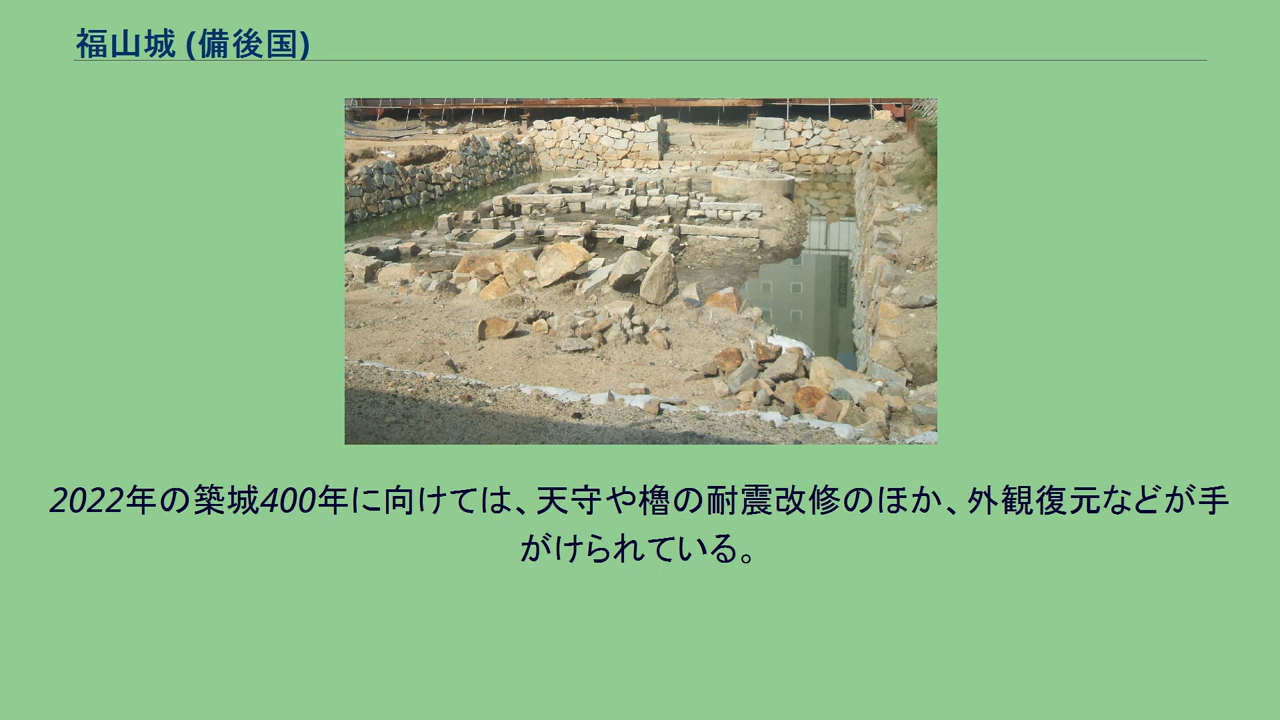 福山城 (備後国)
2022年の築城400年に向けては、天守や櫓の耐震改修のほか、外観復元などが手
がけられている。